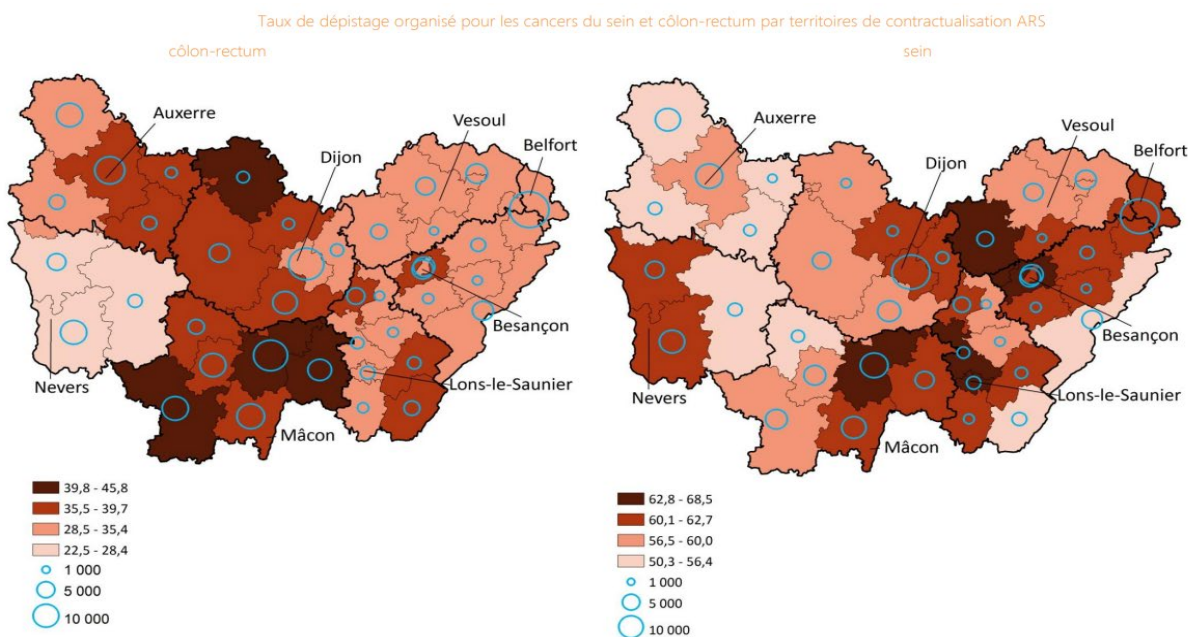 Taux de dépistage organisé pour les cancers du sein et côlon-rectum par territoires de contractualisation ARS
côlon-rectum
sein
Auxerre
Vesoul
Belfort
Dijon
Besançon
Nevers
Lons-le-Saunier
Mâcon
39,8 - 45,8
35,5 - 39,7
28,5 - 35,4
22,5 - 28,4
1 000
5 000
10 000
Auxerre
Vesoul
Belfort
Dijon
Besançon
Nevers
Lons-le-Saunier
Mâcon
62,8 - 68,5
60,1 - 62,7
56,5 - 60,0
50,3 - 56,4
1 000
5 000
10 000